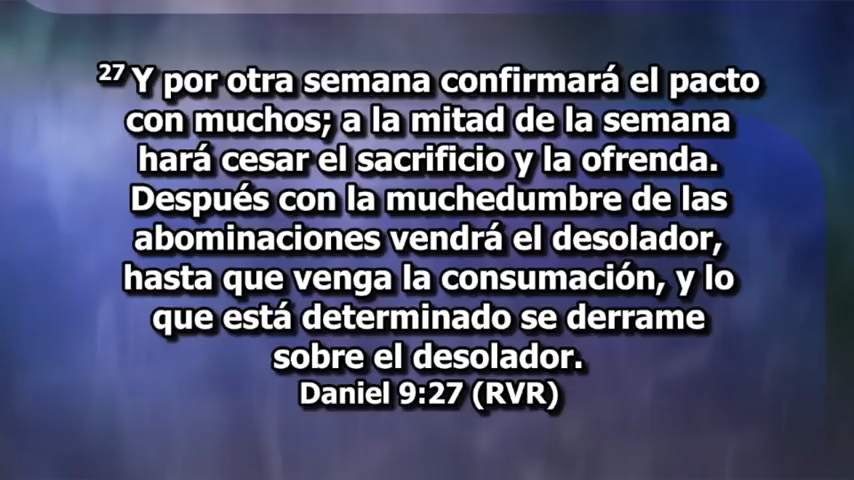 27 Y por otra semana confirmará el pacto
con muchos; a la mitad de la semana
hará cesar el sacrificio y la ofrenda.
Después con la muchedumbre de las
abominaciones vendrá el desolador,
hasta que venga la consumación, y lo
que está determinado se derrame
sobre el desolador.
Daniel 9:27 (RVR)